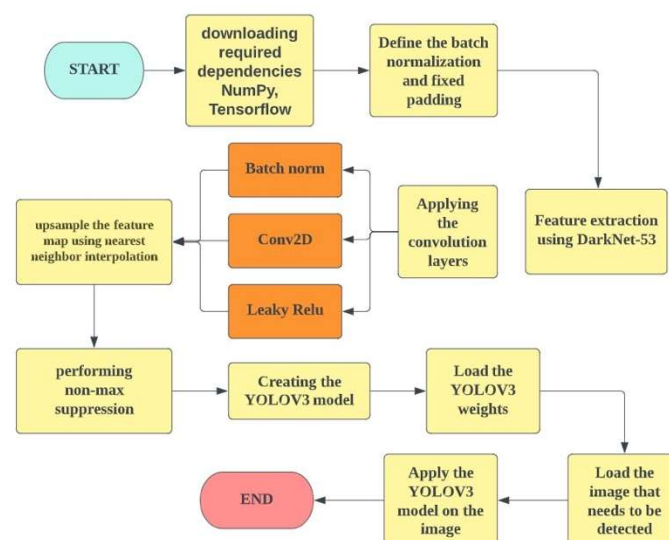 START
downloading
required
dependencies
NumPy,
Tensorflow
Define the batch
normalization
and fixed
padding
Feature extraction
using DarkNet-53
Applying
the
convolution
layers
Batch norm
Conv2D
Leaky Relu
upsample the feature
map using nearest
neighbor interpolation
performing
non-max
suppression
Creating the
YOLOV3 model
Load the
YOLOV3
weights
Load the
image that
needs to be
detected
Apply the
YOLOV3
model on the
image
END